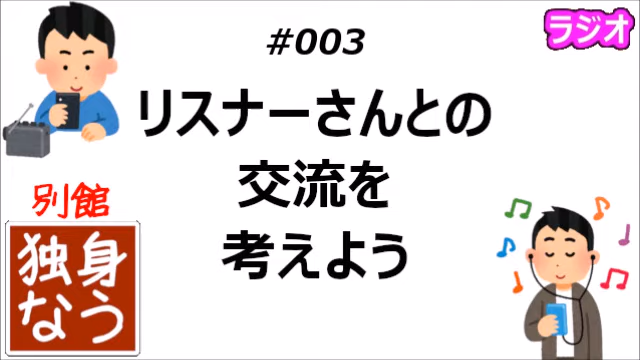 #003
ラジオ
リスナーさんとの
交流を
考えよう
別館
独身
なう